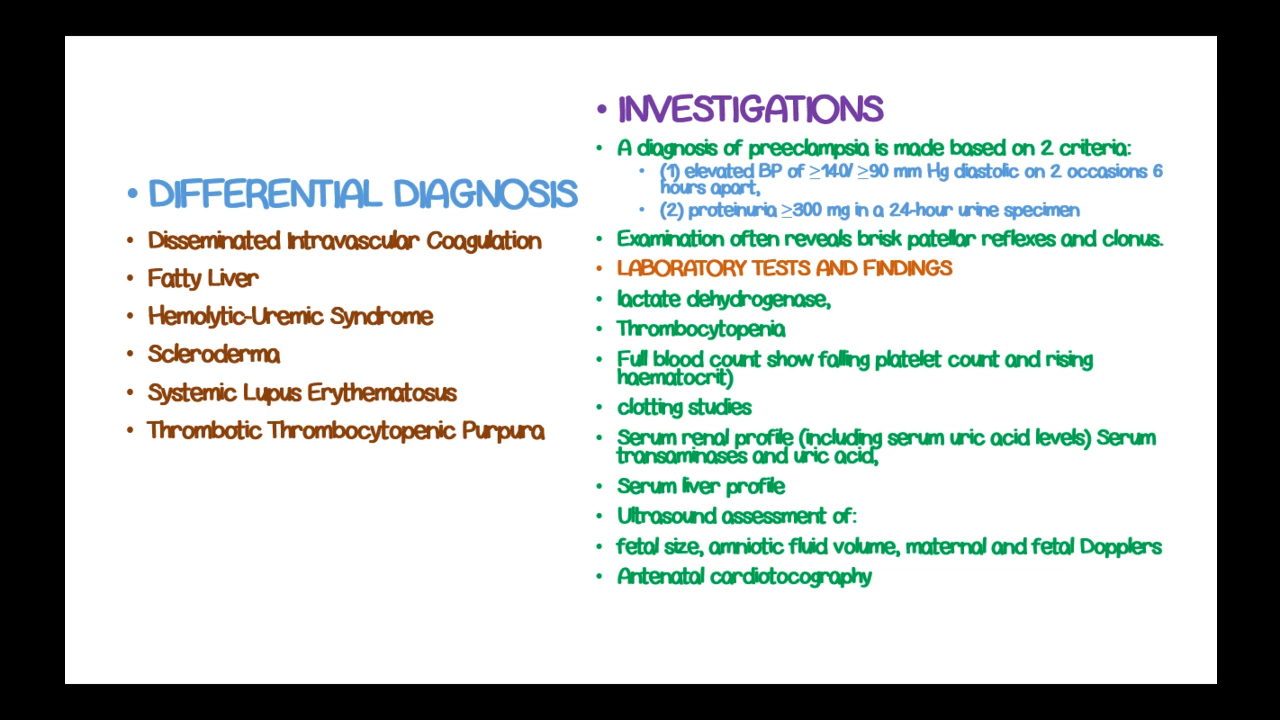 • DIFFERENTIAL DIAGNOSIS
• Disseminated Intravascular Coagulation
• Fatty Liver
• Hemolytic-Uremic Syndrome
• Scleroderma
• Systemic Lupus Erythematosus
• Thrombotic Thrombocytopenic Purpura
• INVESTIGATIONS
• A diagnosis of preeclampsia is made based on 2 criteria:
• (1) elevated BP of ≥140/ ≥90 mm Hg diastolic on 2 occasions 6
hours apart,
• (2) proteinuria ≥300 mg in a 24-hour urine specimen
• Examination often reveals brisk patellar reflexes and clonus.
• LABORATORY TESTS AND FINDINGS
• lactate dehydrogenase,
• Thrombocytopenia
• Full blood count show falling platelet count and rising
haematocrit)
• clotting studies
• Serum renal profile (including serum uric acid levels) Serum
transaminases and uric acid,
• Serum liver profile
• Ultrasound assessment of:
• fetal size, amniotic fluid volume, maternal and fetal Dopplers
• Antenatal cardiotocography